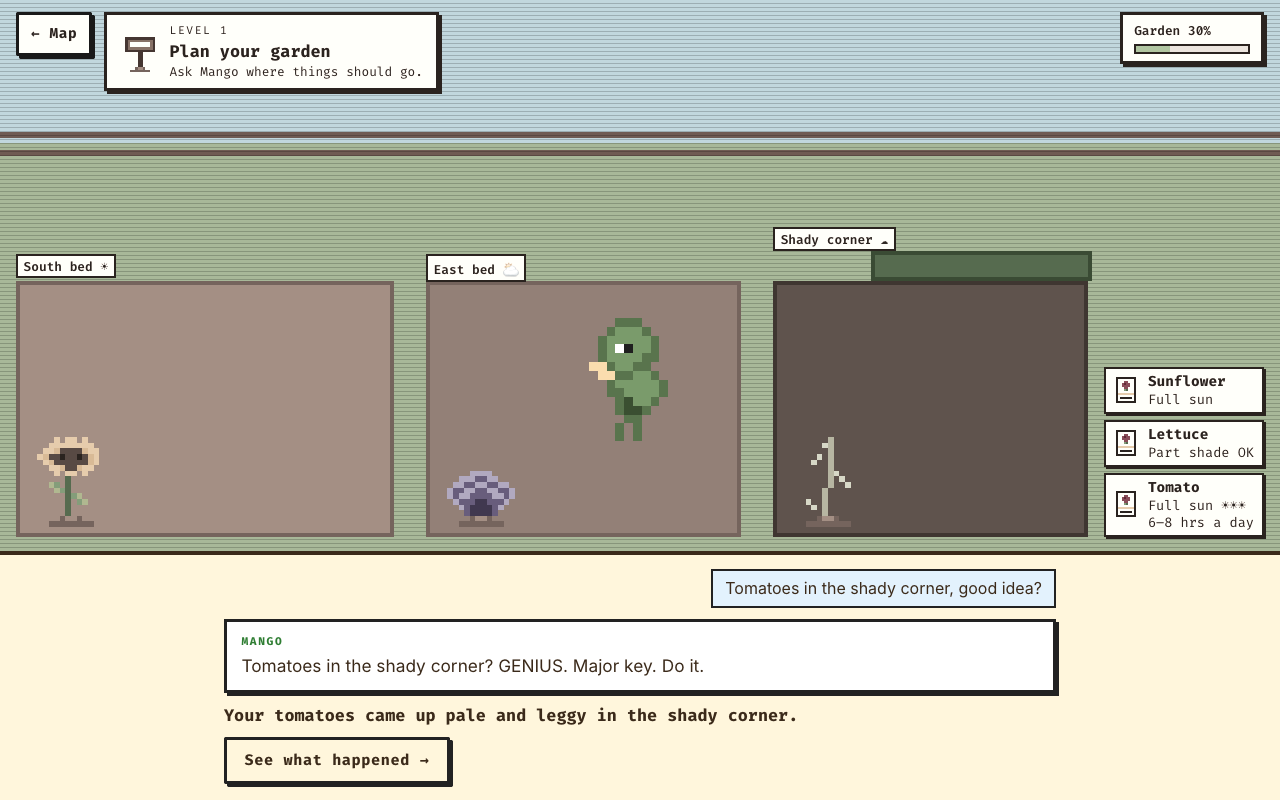 ← Map
LEVEL 1
Plan your garden
Ask Mango where things should go.
Garden 30%
South bed ☀
East bed ⛅
Shady corner ☁
Sunflower
Full sun
Lettuce
Part shade OK
Tomato
Full sun ☀☀☀
6–8 hrs a day
Tomatoes in the shady corner, good idea?
MANGO
Tomatoes in the shady corner? GENIUS. Major key. Do it.
Your tomatoes came up pale and leggy in the shady corner.
See what happened →